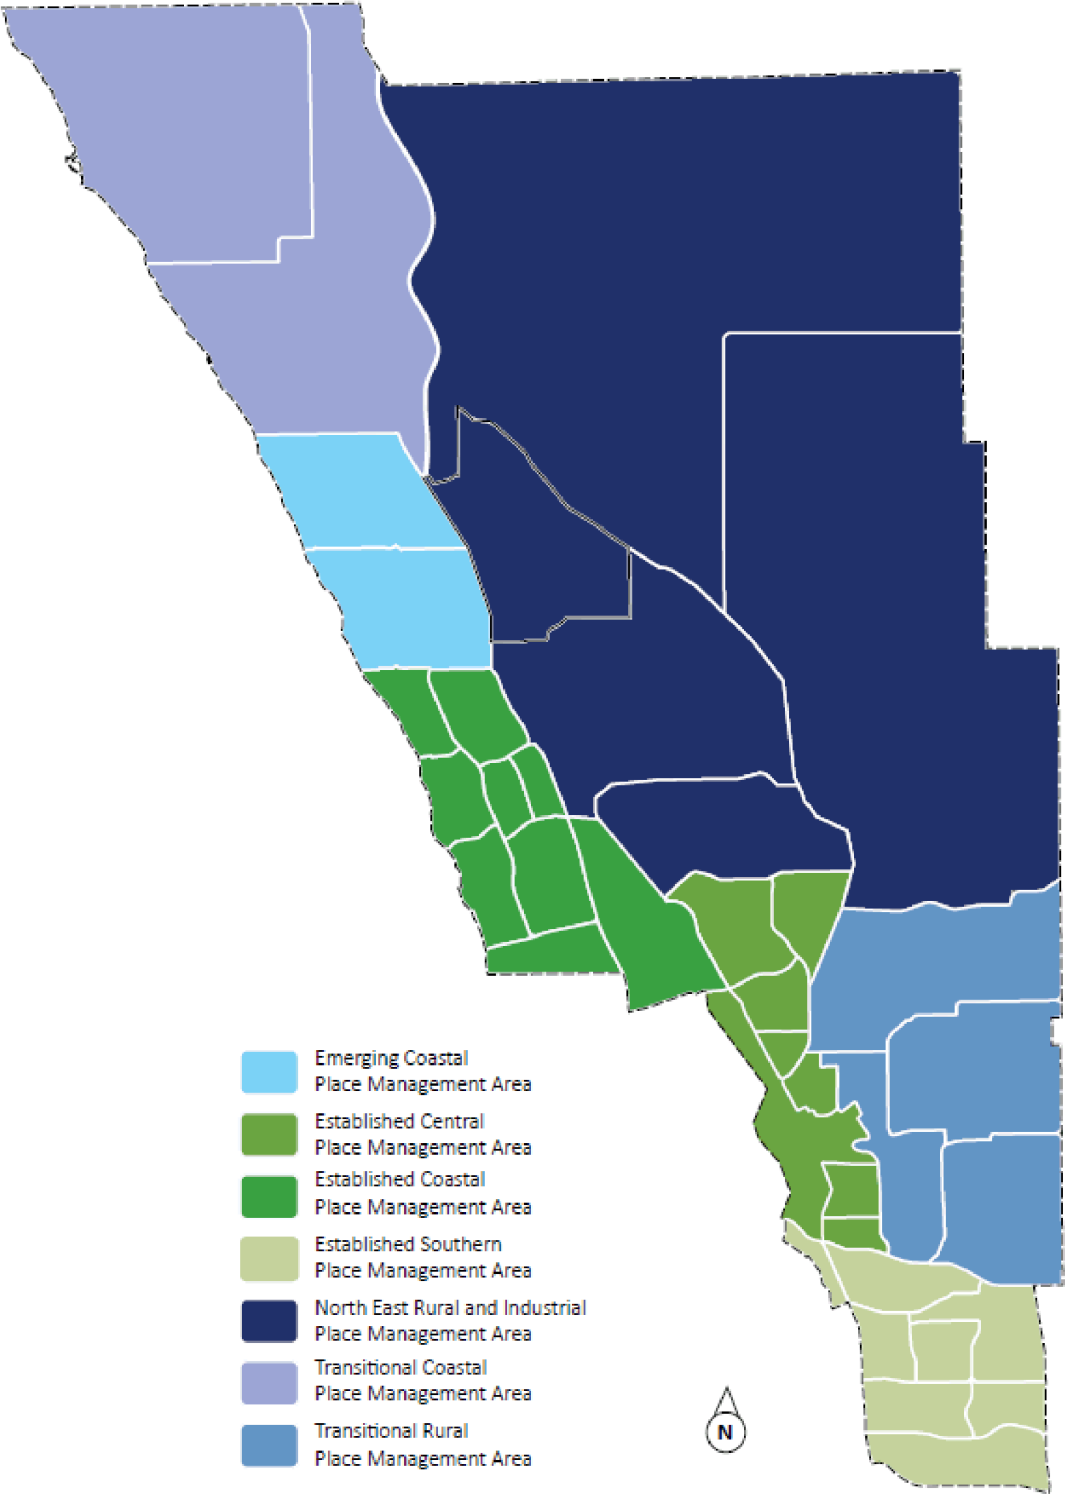 Emerging Coastal
Place Management Area
Established Central
Place Management Area
Established Coastal
Place Management Area
Established Southern
Place Management Area
North East Rural and Industrial
Place Management Area
Transitional Coastal
Place Management Area
Transitional Rural
Place Management Area
N